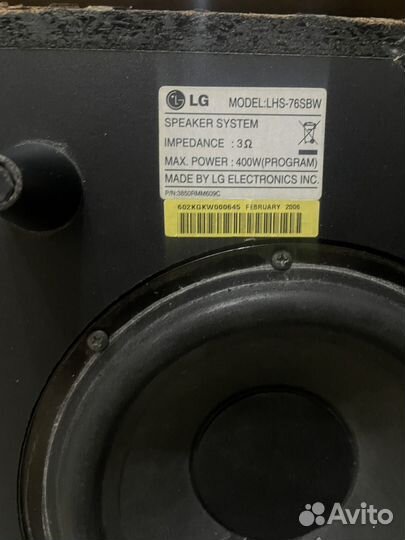 LG MODEL:LHS-76SBW
SPEAKER SYSTEM
IMPEDANCE : 3Ω
MAX. POWER : 400W(PROGRAM)
MADE BY LG ELECTRONICS INC.
P/N:3850RMM609C
602KGKW000645 FEBRUARY 2006
Avito